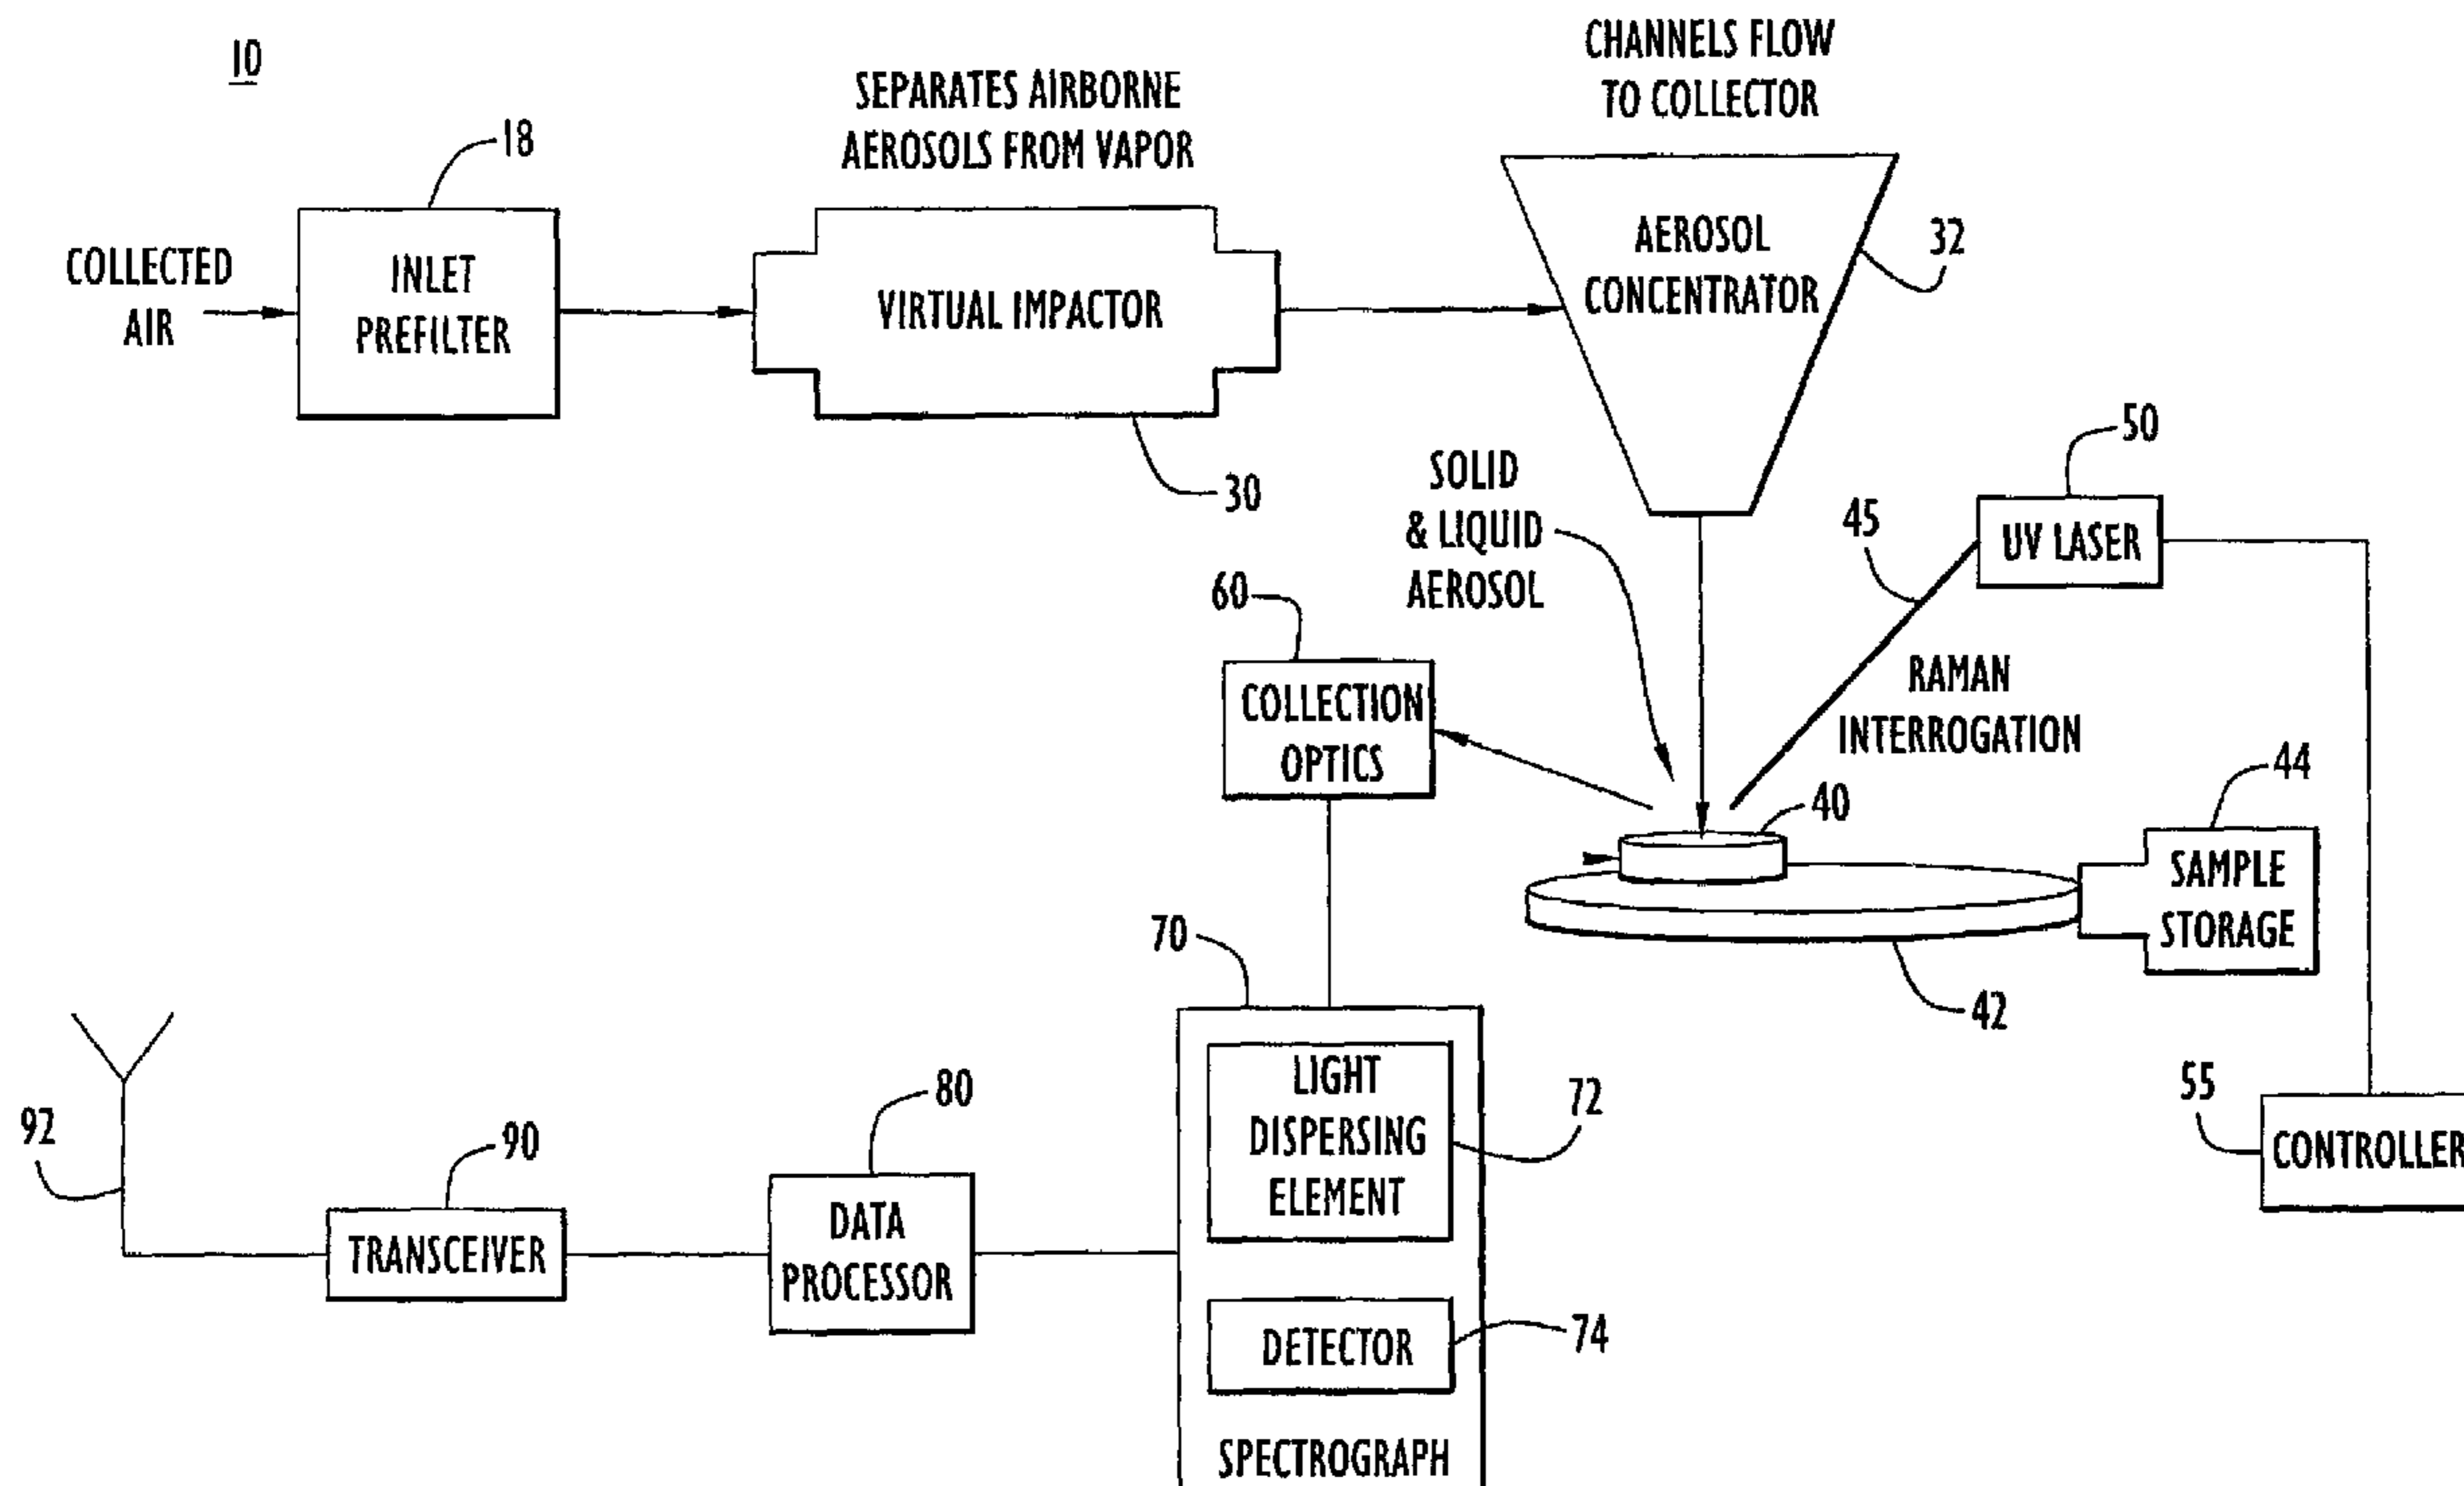 10
CHANNELS FLOW
TO COLLECTOR
SEPARATES AIRBORNE
AEROSOLS FROM VAPOR
18
COLLECTED
AIR
INLET
PREFILTER
VIRTUAL IMPACTOR
30
AEROSOL
CONCENTRATOR
32
SOLID
& LIQUID
AEROSOL
50
UV LASER
45
RAMAN
INTERROGATION
60
COLLECTION
OPTICS
40
44
SAMPLE
STORAGE
42
55
CONTROLLER
70
LIGHT
DISPERSING
ELEMENT
72
DETECTOR
74
SPECTROGRAPH
80
DATA
PROCESSOR
90
TRANSCEIVER
92